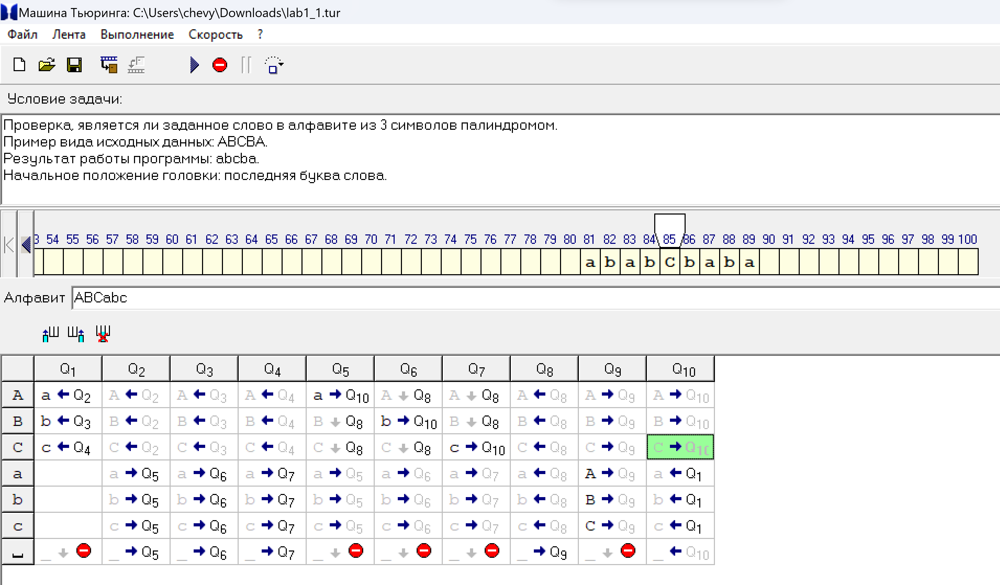 Машина Тьюринга: C:\Users\chevy\Downloads\lab1_1.tur
Файл Лента Выполнение Скорость ?
Условие задачи:
Проверка, является ли заданное слово в алфавите из 3 символов палиндромом.
Пример вида исходных данных: ABCBA.
Результат работы программы: abcba.
Начальное положение головки: последняя буква слова.
3 54 55 56 57 58 59 60 61 62 63 64 65 66 67 68 69 70 71 72 73 74 75 76 77 78 79 80 81 82 83 84 85 86 87 88 89 90 91 92 93 94 95 96 97 98 99 100
a b a b C b a b a
Алфавит ABCabc
Q1 Q2 Q3 Q4 Q5 Q6 Q7 Q8 Q9 Q10
A a ← Q2 A ← Q2 A ← Q3 A ← Q4 a → Q10 A ↓ Q8 A ↓ Q8 A ← Q8 A → Q9 A → Q10
B b ← Q3 B ← Q2 B ← Q3 B ← Q4 B ↓ Q8 b → Q10 B ↓ Q8 B ← Q8 B → Q9 B → Q10
C c ← Q4 C ← Q2 C ← Q3 C ← Q4 C ↓ Q8 C ↓ Q8 c → Q10 C ← Q8 C → Q9 C → Q10
a a → Q5 a → Q6 a → Q7 a → Q5 a → Q6 a → Q7 a ← Q8 A → Q9 a ← Q1
b b → Q5 b → Q6 b → Q7 b → Q5 b → Q6 b → Q7 b ← Q8 B → Q9 b ← Q1
c c → Q5 c → Q6 c → Q7 c → Q5 c → Q6 c → Q7 c ← Q8 C → Q9 c ← Q1
␣ _ ↓ _ → Q5 _ → Q6 _ → Q7 _ ↓ _ ↓ _ ↓ _ → Q9 _ ↓ _ ← Q10